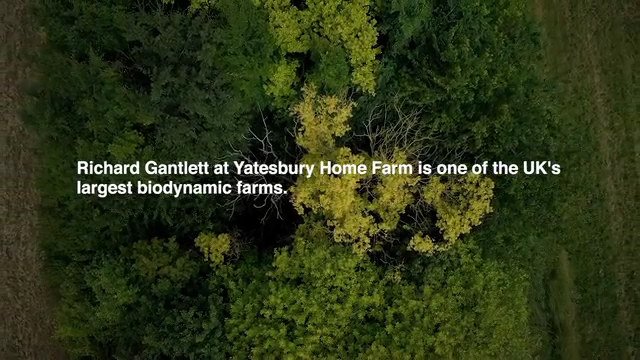 Richard Gantlett at Yatesbury Home Farm is one of the UK's
largest biodynamic farms.